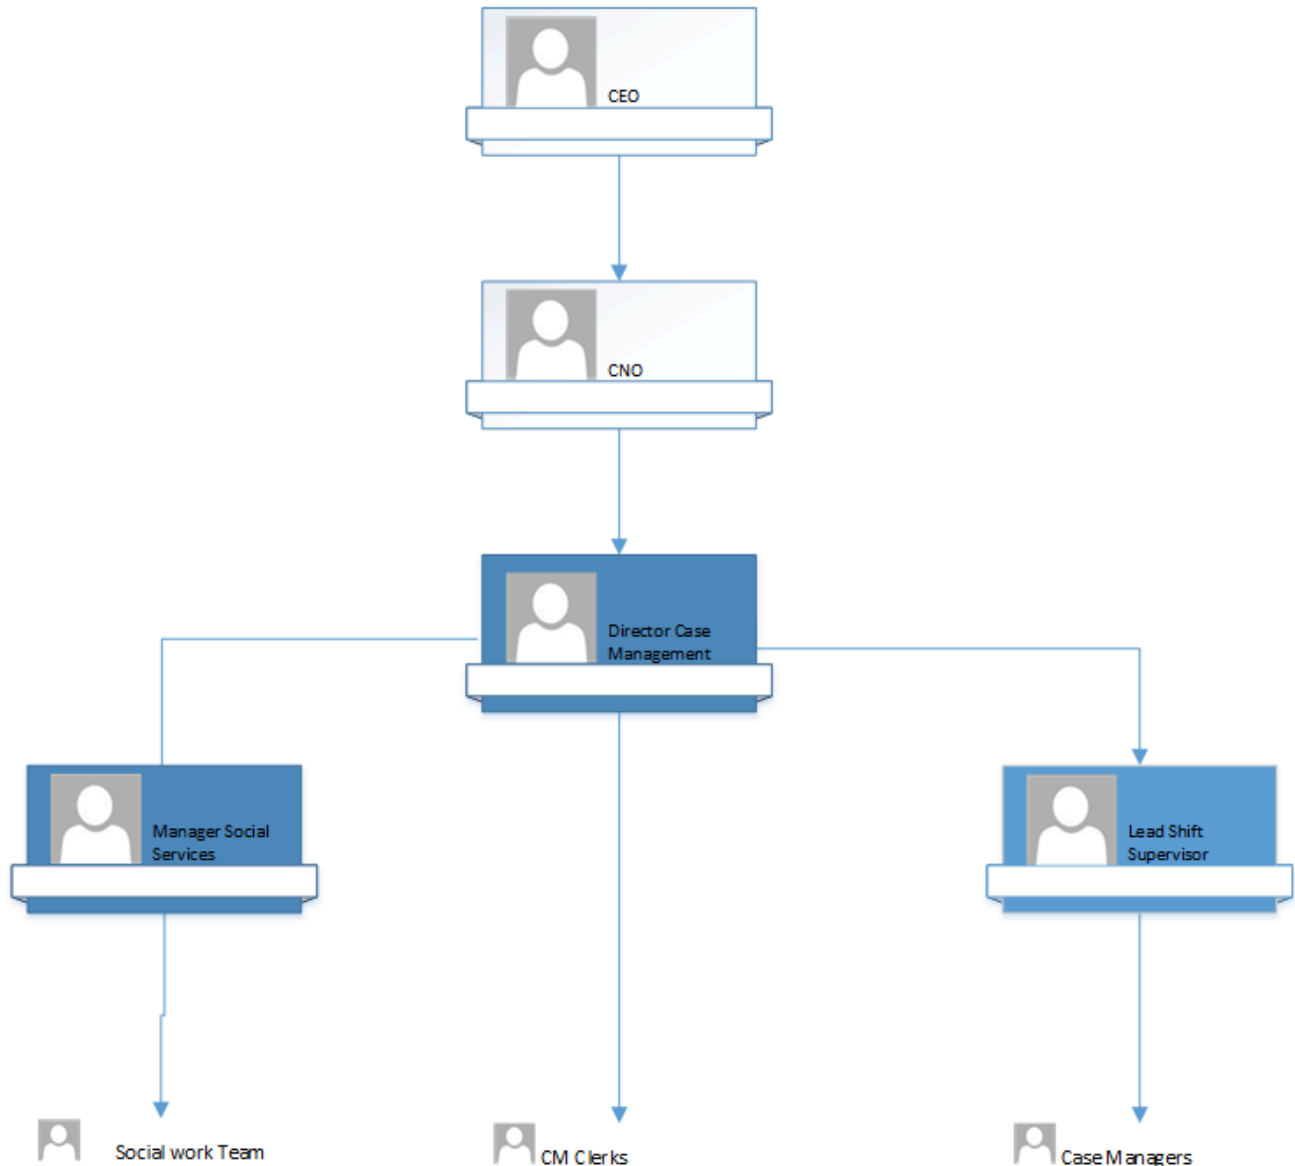 CEO
CNO
Director Case
Management
Manager Social
Services
Lead Shift
Supervisor
Social work Team
CM Clerks
Case Managers